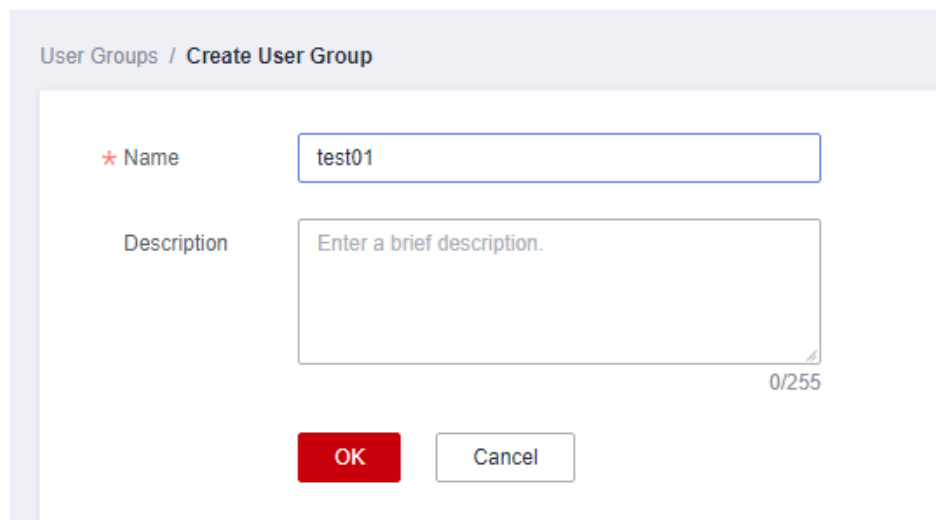 User Groups / Create User Group
* Name test01
Description Enter a brief description.
0/255
OK Cancel